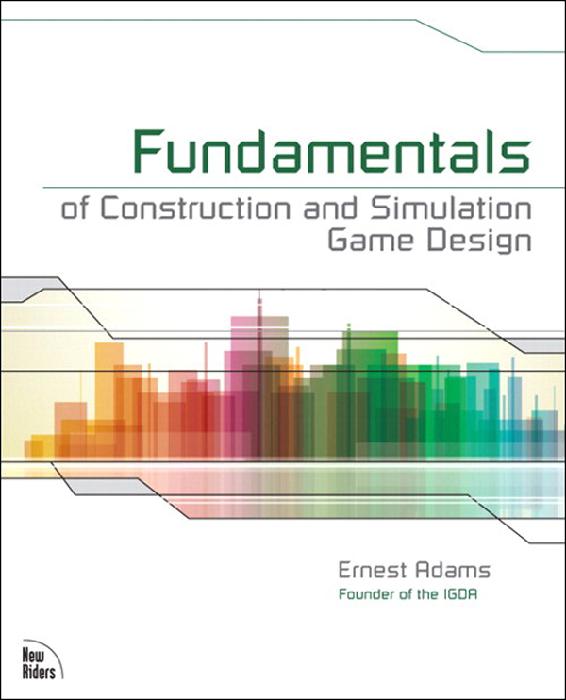 Fundamentals
of Construction and Simulation
Game Design
Ernest Adams
Founder of the IGDA
New
Riders